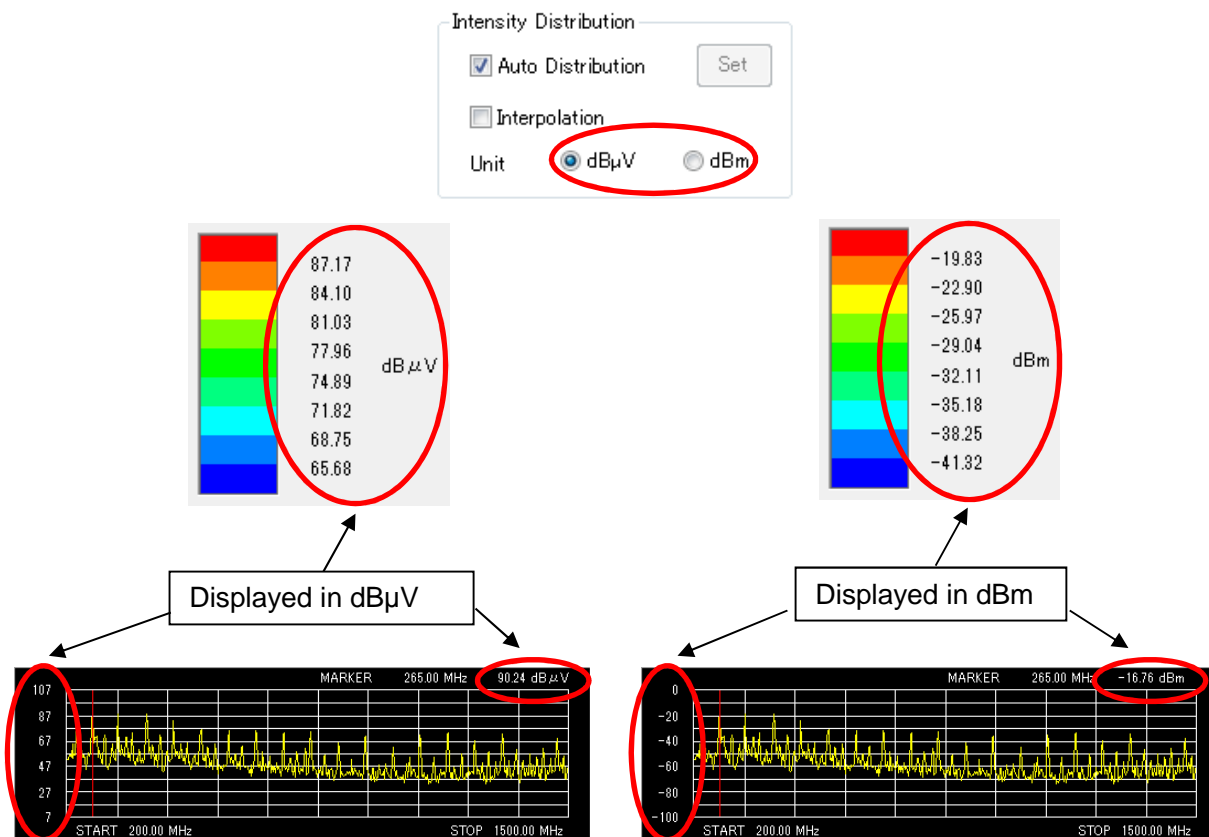 Intensity Distribution
Auto Distribution Set
Interpolation
Unit dBμV dBm
87.17
84.10
81.03
77.96
74.89
71.82
68.75
65.68
dBμV
-19.83
-22.90
-25.97
-29.04
-32.11
-35.18
-38.25
-41.32
dBm
Displayed in dBµV
Displayed in dBm
MARKER 265.00 MHz 90.24 dBμV
107
87
67
47
27
7
START 200.00 MHz STOP 1500.00 MHz
MARKER 265.00 MHz -16.76 dBm
0
-20
-40
-60
-80
-100
START 200.00 MHz STOP 1500.00 MHz